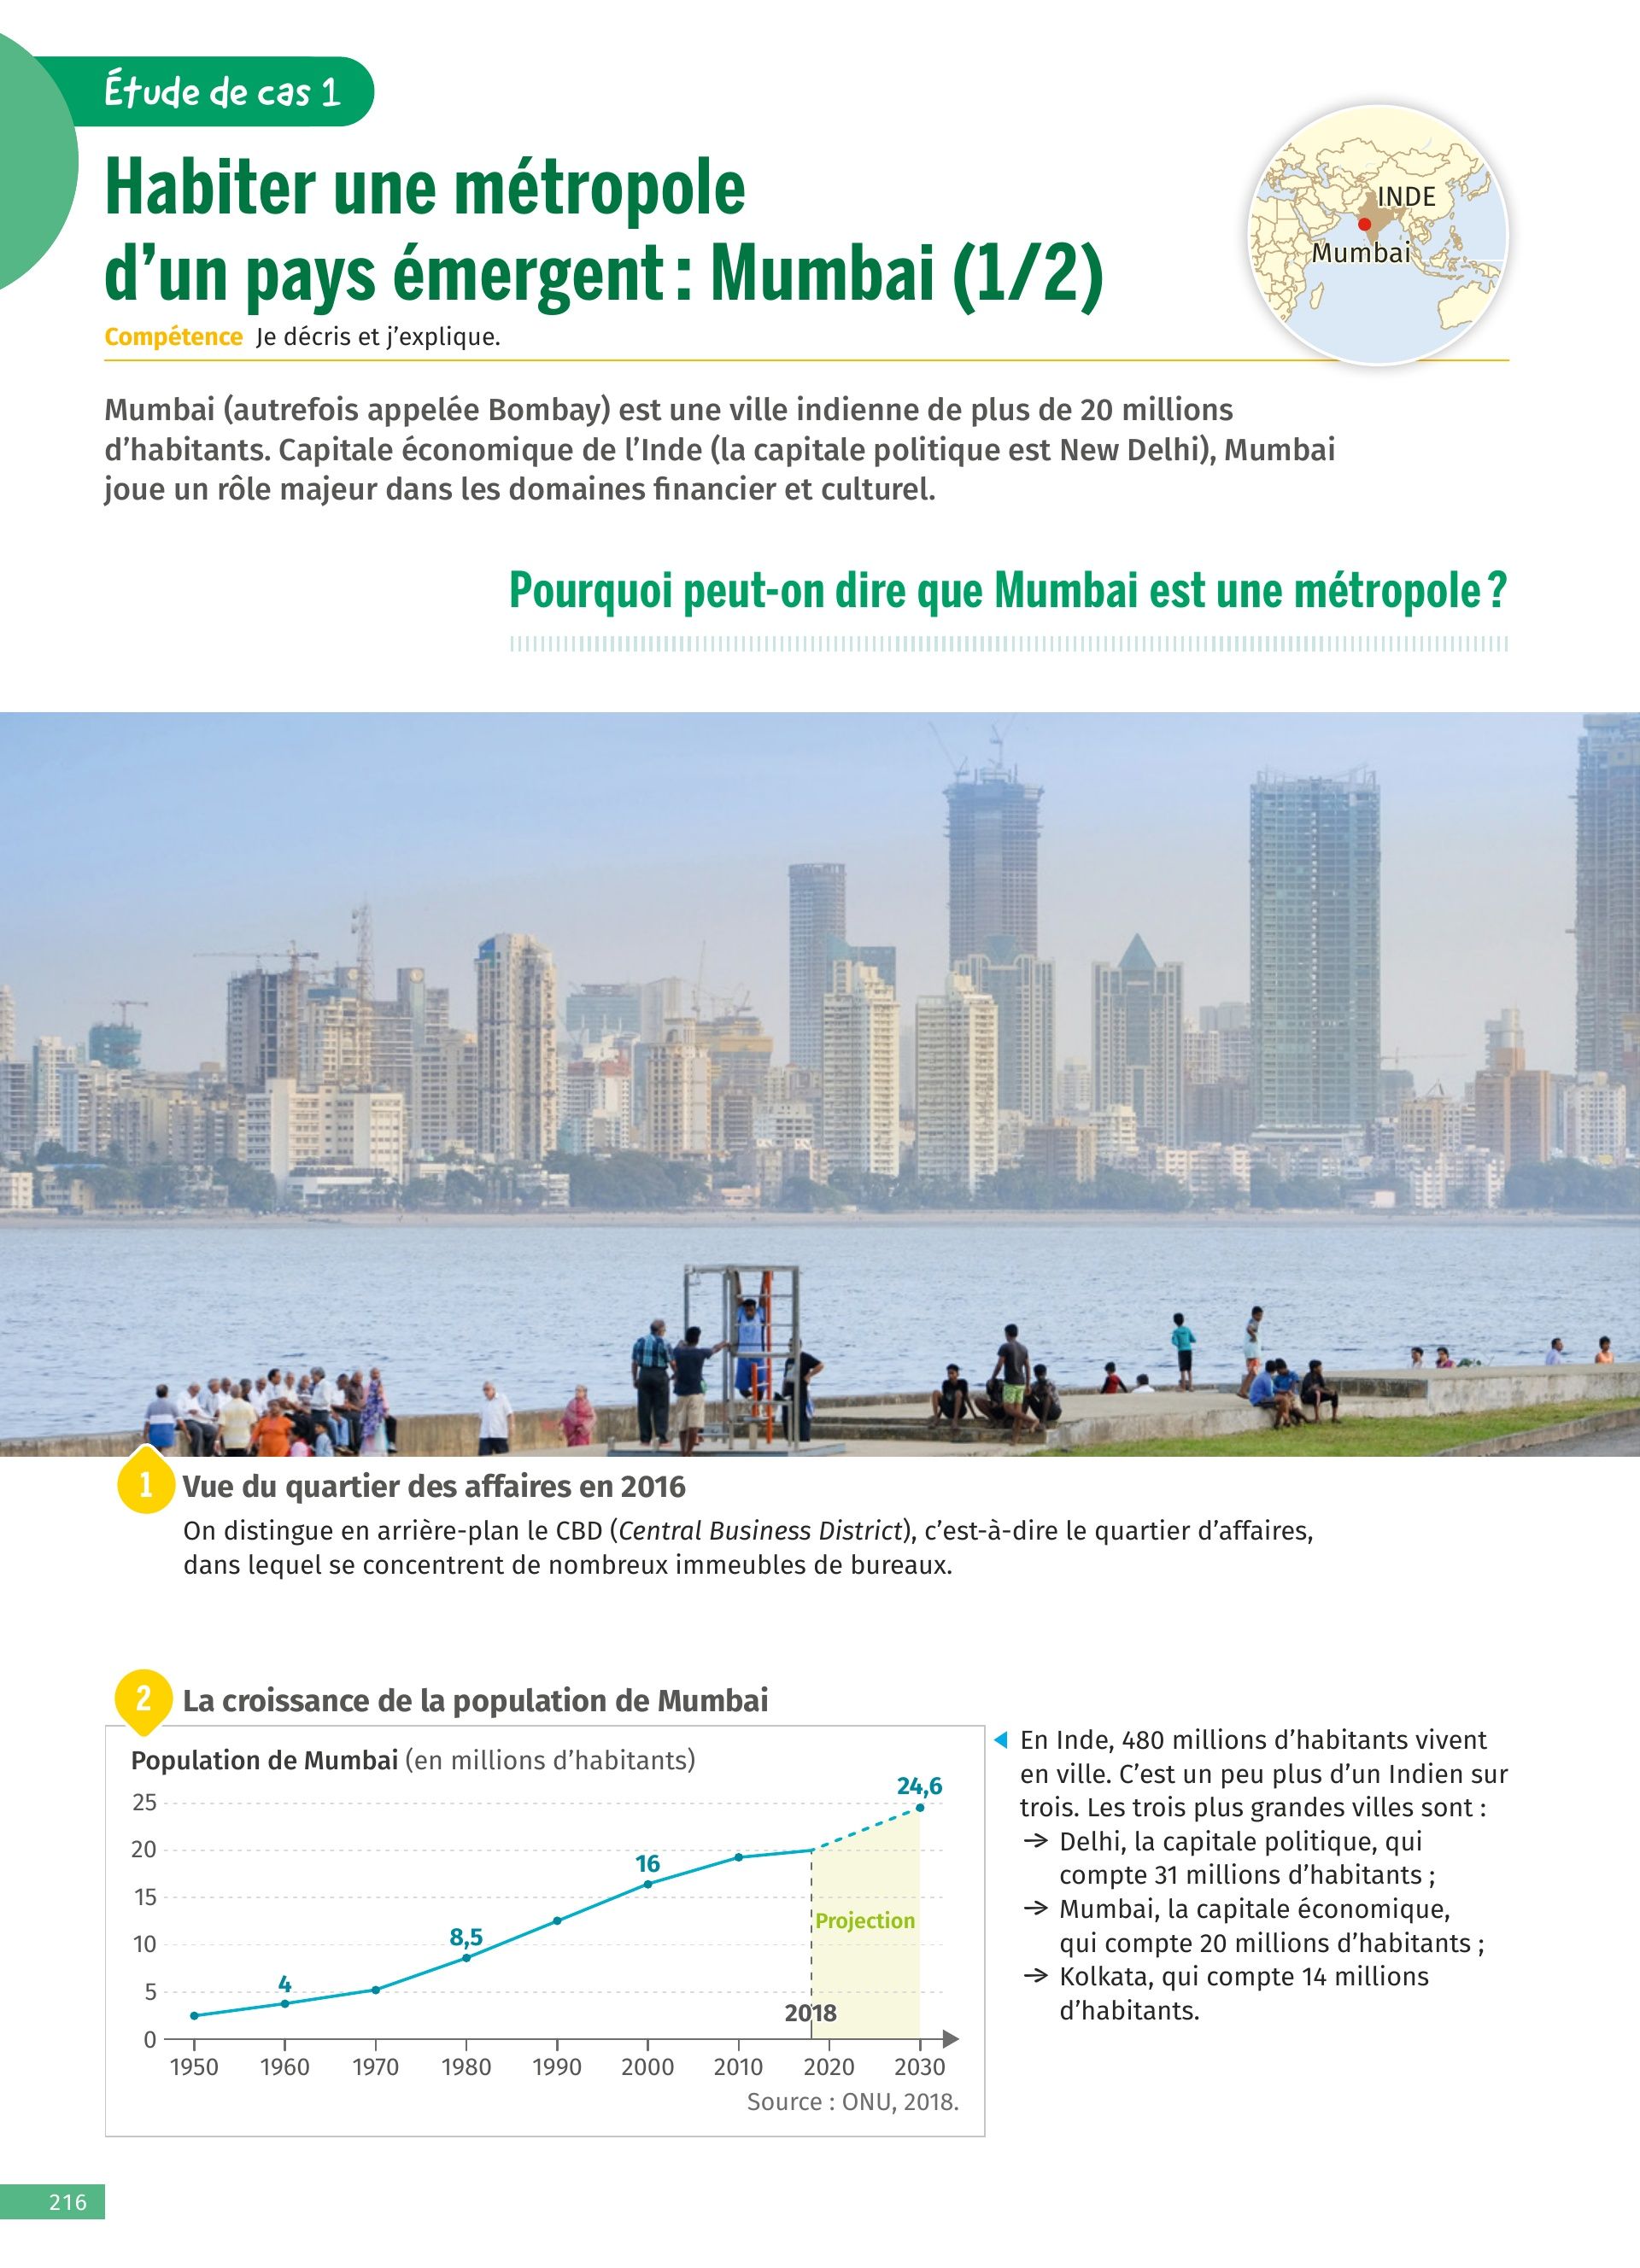 Étude de cas 1
Habiter une métropole
d’un pays émergent : Mumbai (1/2)
INDE
Mumbai
Compétence Je décris et j’explique.
Mumbai (autrefois appelée Bombay) est une ville indienne de plus de 20 millions
d’habitants. Capitale économique de l’Inde (la capitale politique est New Delhi), Mumbai
joue un rôle majeur dans les domaines financier et culturel.
Pourquoi peut-on dire que Mumbai est une métropole ?
1 Vue du quartier des affaires en 2016
On distingue en arrière-plan le CBD (Central Business District), c’est-à-dire le quartier d’affaires,
dans lequel se concentrent de nombreux immeubles de bureaux.
2 La croissance de la population de Mumbai
Population de Mumbai (en millions d’habitants)
25
20
15
10
5
0
4
8,5
16
24,6
Projection
2018
1950 1960 1970 1980 1990 2000 2010 2020 2030
Source : ONU, 2018.
◀ En Inde, 480 millions d’habitants vivent
en ville. C’est un peu plus d’un Indien sur
trois. Les trois plus grandes villes sont :
→ Delhi, la capitale politique, qui
compte 31 millions d’habitants ;
→ Mumbai, la capitale économique,
qui compte 20 millions d’habitants ;
→ Kolkata, qui compte 14 millions
d’habitants.
216